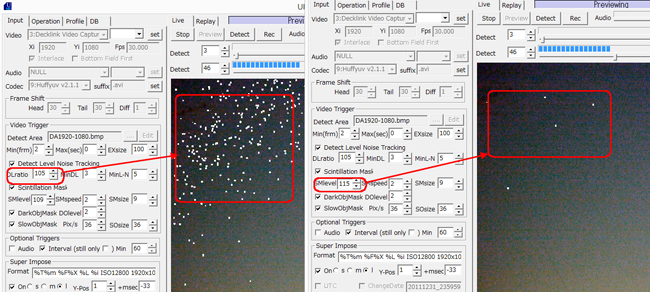 Input Operation Profile DB
Video 3:Decklink Video Captur ... set
Xi Yi Fps
1920 1080 30.000
Interlace Bottom Field First
Audio NULL set
Codec 9:Huffyuv v2.1.1 suffix .avi
Frame Shift
Head 30 Tail 30 Diff 1
Video Trigger
Detect Area DA1920-1080.bmp ... Edit
Min(frm) 2 Max(sec) 0 EXsize 100
Detect Level Noise Tracking
DLratio 105 MinDL 3 MinL-N 5
Scintillation Mask
SMlevel 109 SMspeed 2 SMsize 9
DarkObjMask DOlevel 2
SlowObjMask Pix/s 36 SOsize 36
Optional Triggers
Audio Interval (still only) Min 60
Super Impose
Format %T%m %F%X %L %i ISO12800 1920x10
On s m l Y-Pos 1 +msec -33
Live Replay Previ
Stop Preview Detect Rec Audio
Detect 3
Detect 46
Input Operation Profile DB
Video 3:Decklink Video Captur ... set
Xi Yi Fps
1920 1080 30.000
Interlace Bottom Field First
Audio NULL set
Codec 9:Huffyuv v2.1.1 suffix .avi
Frame Shift
Head 30 Tail 30 Diff 1
Video Trigger
Detect Area DA1920-1080.bmp ... Edit
Min(frm) 2 Max(sec) 0 EXsize 100
Detect Level Noise Tracking
DLratio 105 MinDL 3 MinL-N 5
Scintillation Mask
SMlevel 115 SMspeed 2 SMsize 9
DarkObjMask DOlevel 2
SlowObjMask Pix/s 36 SOsize 36
Optional Triggers
Audio Interval (still only) Min 60
Super Impose
Format %T%m %F%X %L %i ISO12800 1920x10
On s m l Y-Pos 1 +msec -33
UTC ChangeDate 20111231_235959
Live Replay Previewing
Stop Preview Detect Rec Audio
Detect 3
Detect 46